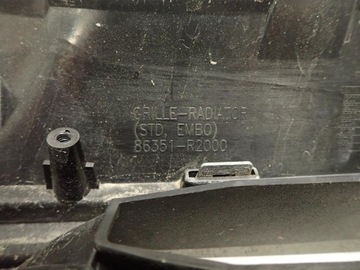 GRILLE-RADIATOR
(STD, EMBO)
86351-R2000